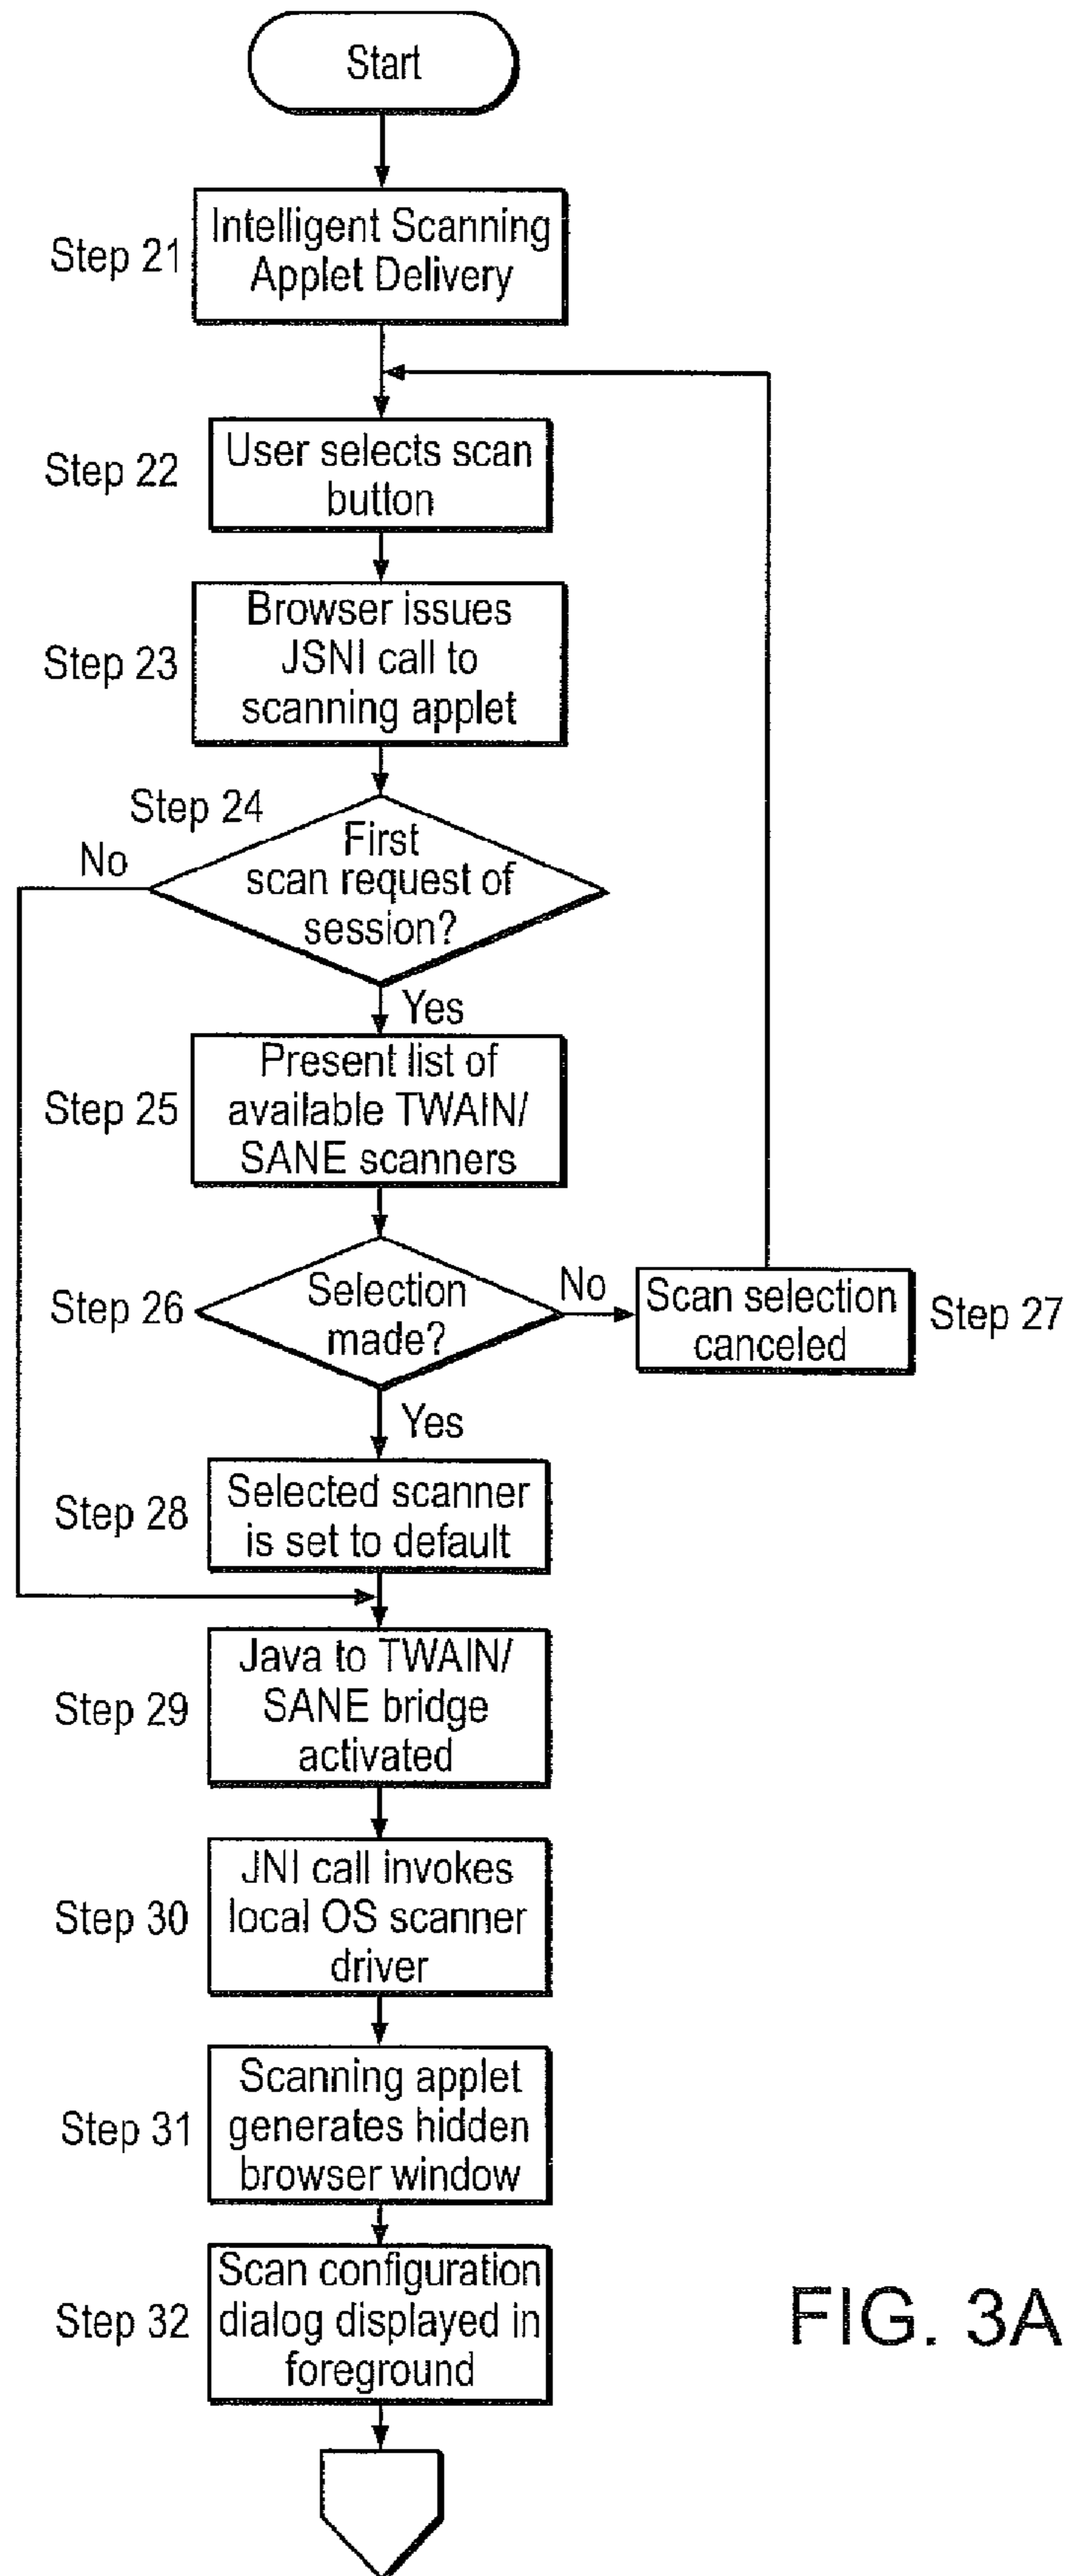 Start
Step 21
Intelligent Scanning
Applet Delivery
Step 22
User selects scan
button
Step 23
Browser issues
JSNI call to
scanning applet
Step 24
No
First
scan request of
session?
Yes
Step 25
Present list of
available TWAIN/
SANE scanners
Step 26
Selection
made?
No
Scan selection
canceled
Step 27
Yes
Step 28
Selected scanner
is set to default
Step 29
Java to TWAIN/
SANE bridge
activated
Step 30
JNI call invokes
local OS scanner
driver
Step 31
Scanning applet
generates hidden
browser window
Step 32
Scan configuration
dialog displayed in
foreground
FIG. 3A